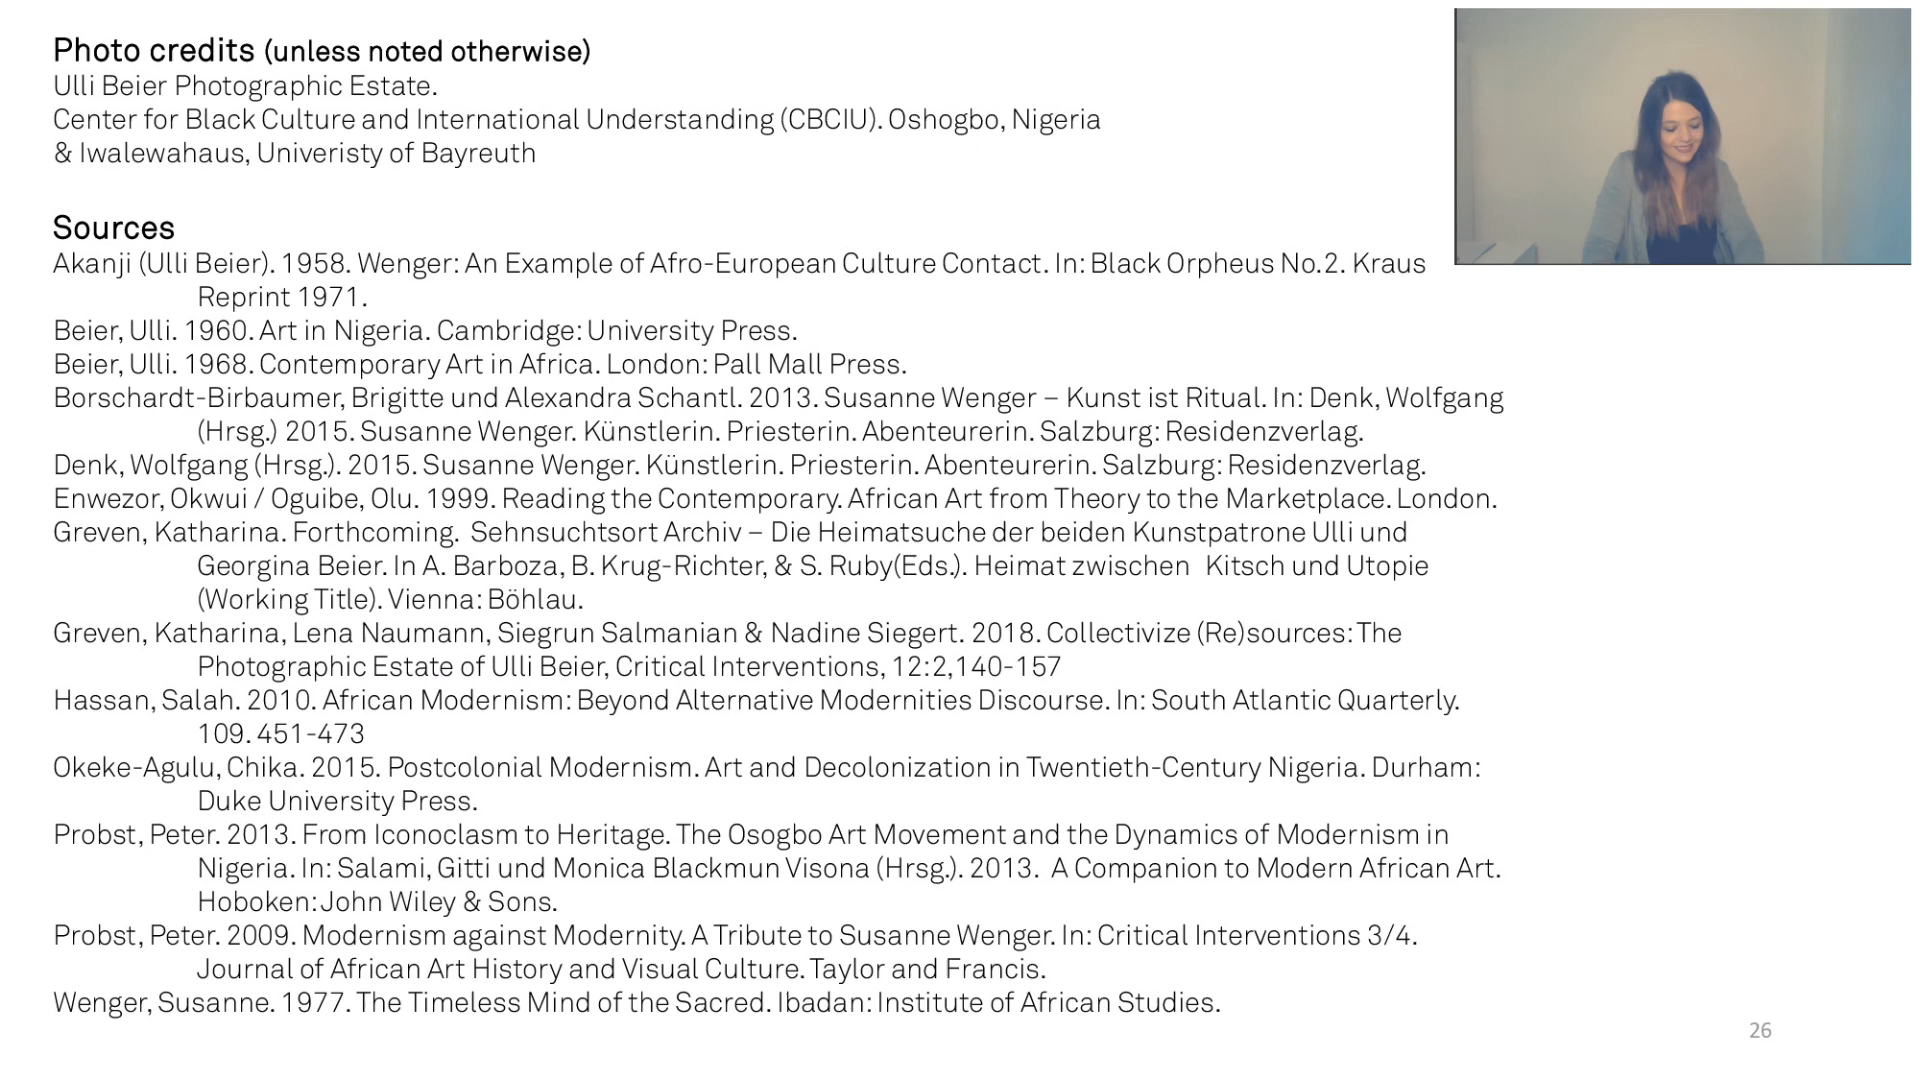 Photo credits (unless noted otherwise)
Ulli Beier Photographic Estate.
Center for Black Culture and International Understanding (CBCIU). Oshogbo, Nigeria
& Iwalewahaus, Univeristy of Bayreuth
Sources
Akanji (Ulli Beier). 1958. Wenger: An Example of Afro-European Culture Contact. In: Black Orpheus No.2. Kraus
Reprint 1971.
Beier, Ulli. 1960. Art in Nigeria. Cambridge: University Press.
Beier, Ulli. 1968. Contemporary Art in Africa. London: Pall Mall Press.
Borschardt-Birbaumer, Brigitte und Alexandra Schantl. 2013. Susanne Wenger – Kunst ist Ritual. In: Denk, Wolfgang
(Hrsg.) 2015. Susanne Wenger. Künstlerin. Priesterin. Abenteurerin. Salzburg: Residenzverlag.
Denk, Wolfgang (Hrsg.). 2015. Susanne Wenger. Künstlerin. Priesterin. Abenteurerin. Salzburg: Residenzverlag.
Enwezor, Okwui / Oguibe, Olu. 1999. Reading the Contemporary. African Art from Theory to the Marketplace. London.
Greven, Katharina. Forthcoming. Sehnsuchtsort Archiv – Die Heimatsuche der beiden Kunstpatrone Ulli und
Georgina Beier. In A. Barboza, B. Krug-Richter, & S. Ruby(Eds.). Heimat zwischen Kitsch und Utopie
(Working Title). Vienna: Böhlau.
Greven, Katharina, Lena Naumann, Siegrun Salmanian & Nadine Siegert. 2018. Collectivize (Re)sources: The
Photographic Estate of Ulli Beier, Critical Interventions, 12:2,140-157
Hassan, Salah. 2010. African Modernism: Beyond Alternative Modernities Discourse. In: South Atlantic Quarterly.
109. 451-473
Okeke-Agulu, Chika. 2015. Postcolonial Modernism. Art and Decolonization in Twentieth-Century Nigeria. Durham:
Duke University Press.
Probst, Peter. 2013. From Iconoclasm to Heritage. The Osogbo Art Movement and the Dynamics of Modernism in
Nigeria. In: Salami, Gitti und Monica Blackmun Visona (Hrsg.). 2013. A Companion to Modern African Art.
Hoboken: John Wiley & Sons.
Probst, Peter. 2009. Modernism against Modernity. A Tribute to Susanne Wenger. In: Critical Interventions 3/4.
Journal of African Art History and Visual Culture. Taylor and Francis.
Wenger, Susanne. 1977. The Timeless Mind of the Sacred. Ibadan: Institute of African Studies.
26